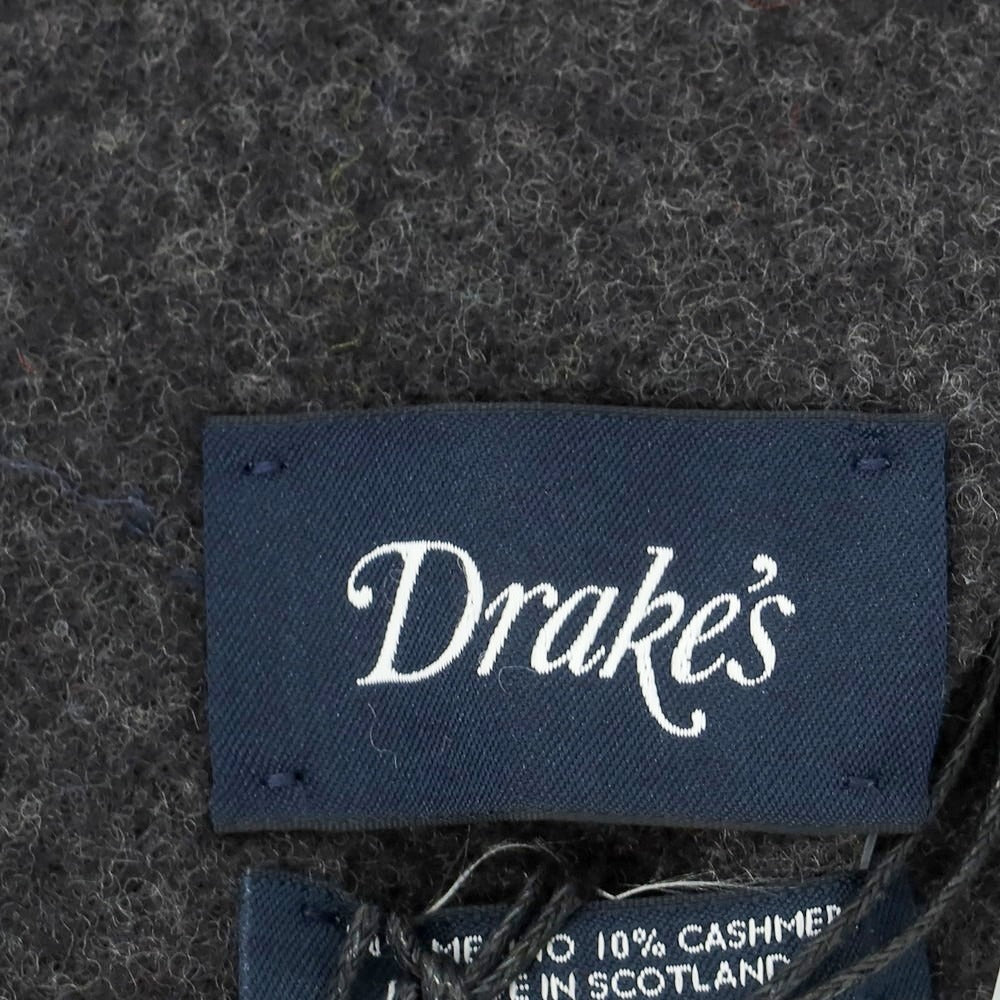 Drake's
10% CASHMERE
IN SCOTLAND